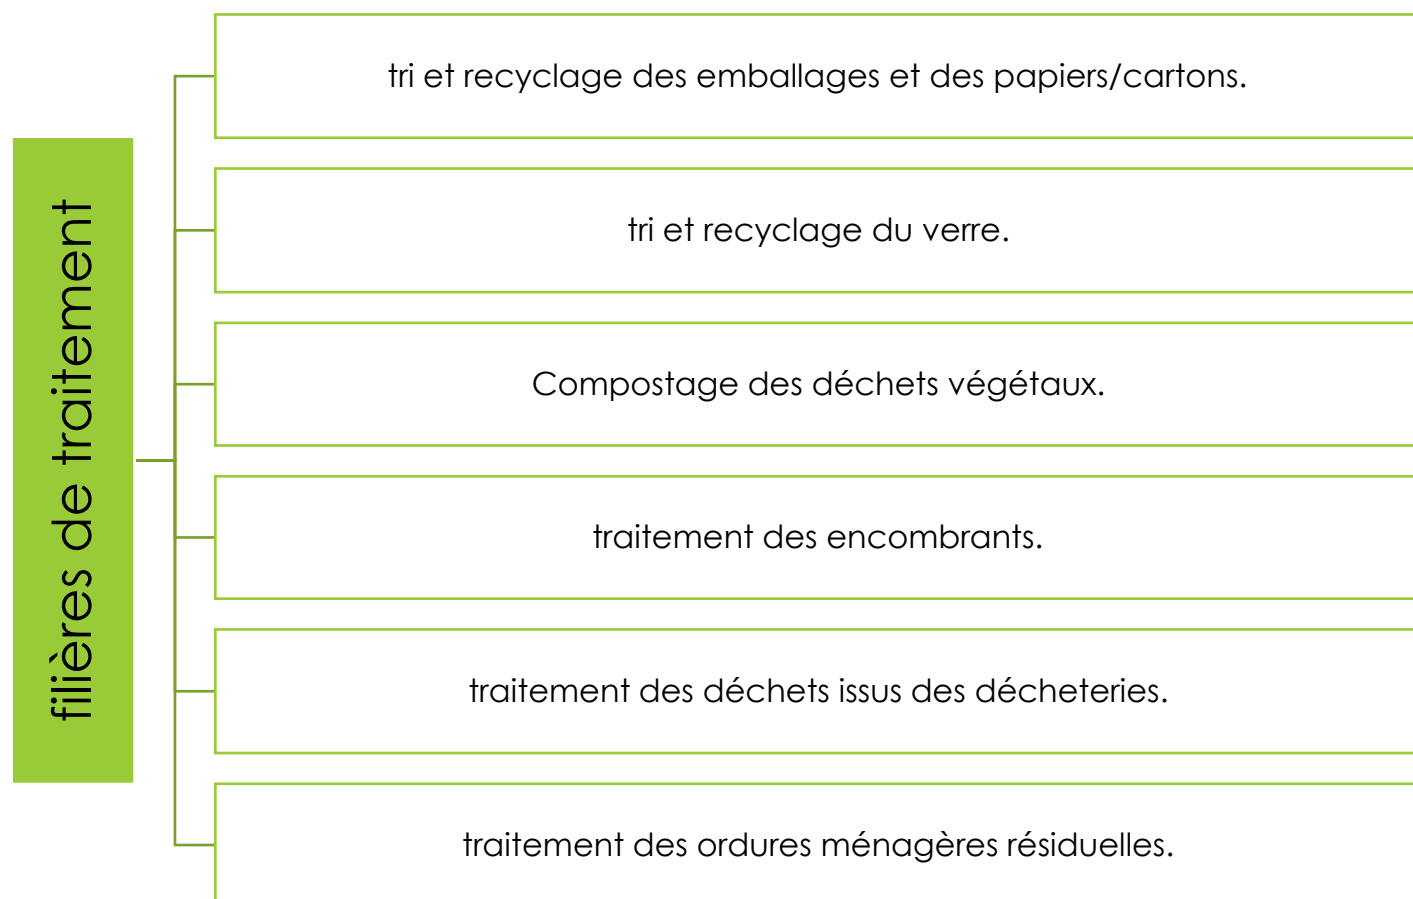 filières de traitement
tri et recyclage des emballages et des papiers/cartons.
tri et recyclage du verre.
Compostage des déchets végétaux.
traitement des encombrants.
traitement des déchets issus des décheteries.
traitement des ordures ménagères résiduelles.